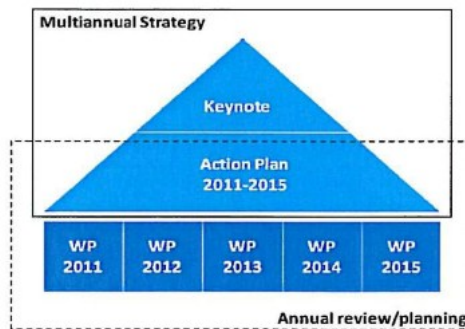 Multiannual Strategy
Keynote
Action Plan
2011-2015
WP WP WP WP WP
2011 2012 2013 2014 2015
Annual review/planning